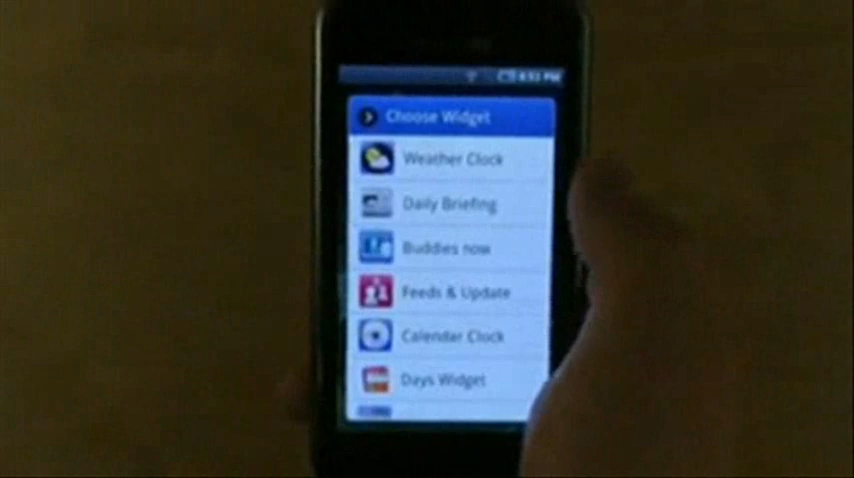 Choose Widget
Weather Clock
Daily Briefing
Buddies now
Feeds & Update
Calendar Clock
Days Widget